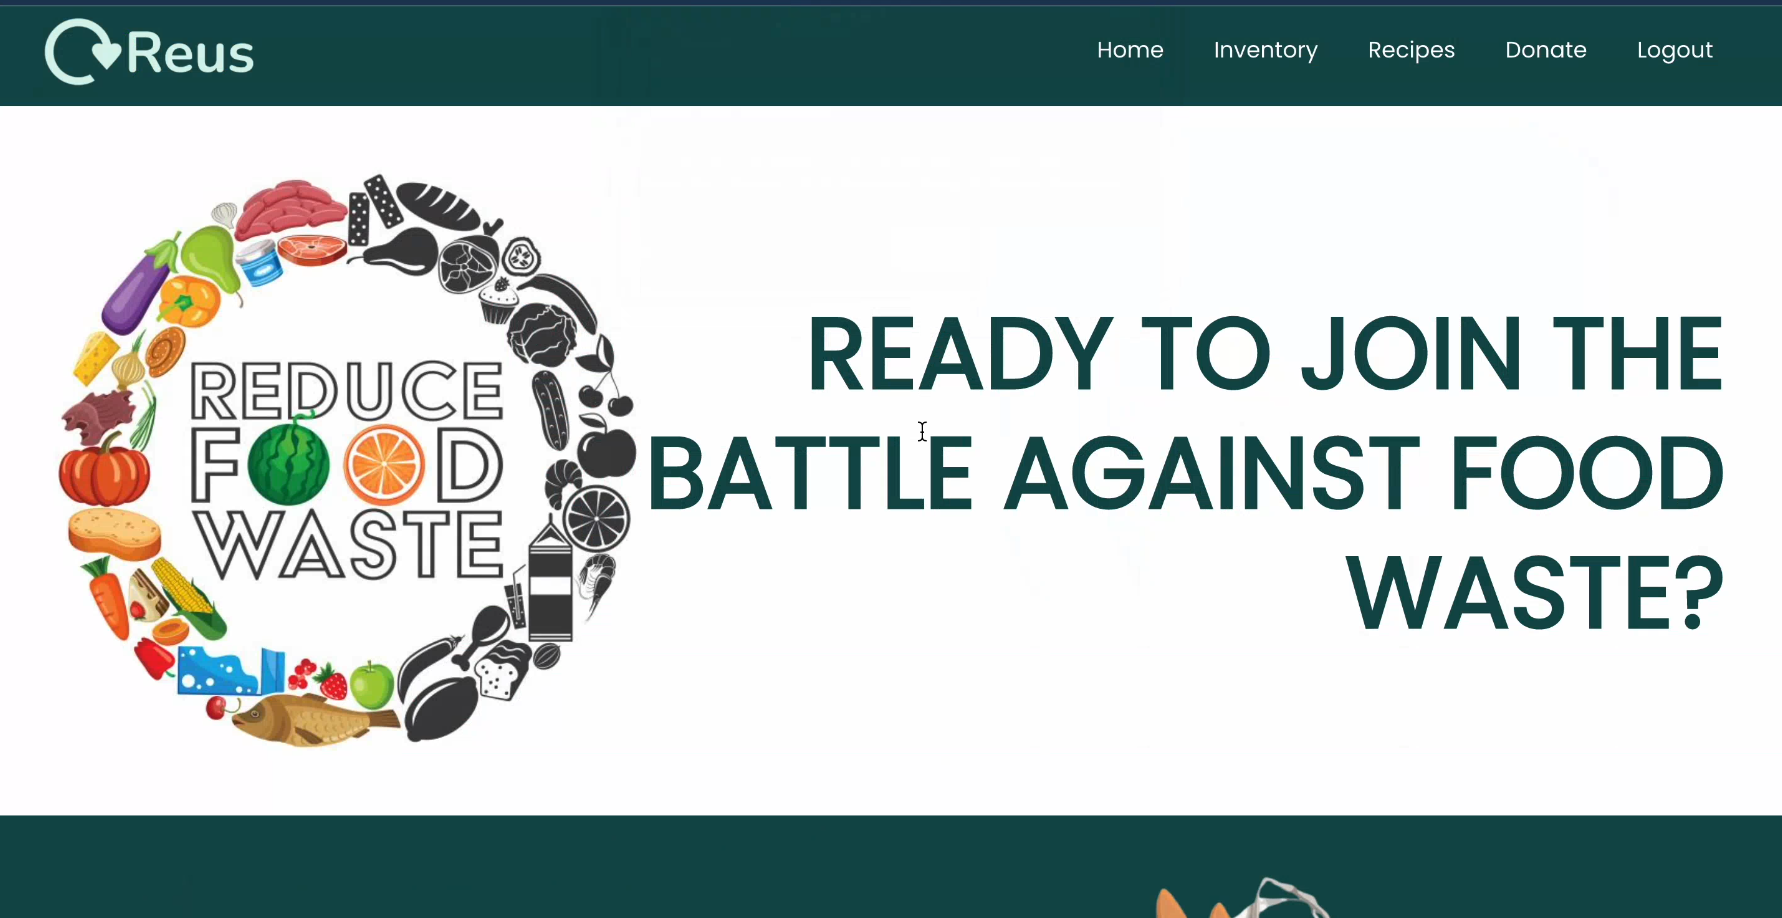 Reus
Home Inventory Recipes Donate Logout
REDUCE
FOOD
WASTE
READY TO JOIN THE
BATTLE AGAINST FOOD
WASTE?